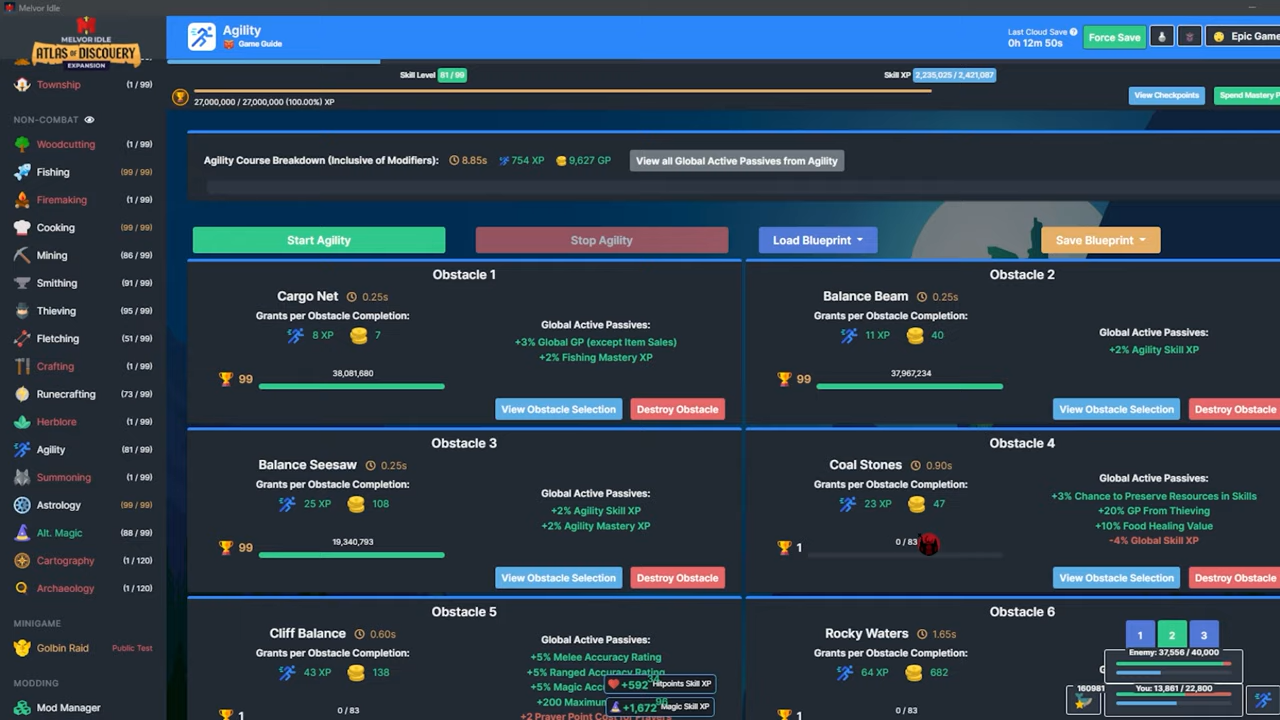 Melvor Idle
MELVOR IDLE
ATLAS OF DISCOVERY
EXPANSION
Township (1 / 99)
NON-COMBAT
Woodcutting (1 / 99)
Fishing (99 / 99)
Firemaking (1 / 99)
Cooking (99 / 99)
Mining (86 / 99)
Smithing (91 / 99)
Thieving (95 / 99)
Fletching (51 / 99)
Crafting (1 / 99)
Runecrafting (73 / 99)
Herblore (1 / 99)
Agility (81 / 99)
Summoning (1 / 99)
Astrology (99 / 99)
Alt. Magic (88 / 99)
Cartography (1 / 120)
Archaeology (1 / 120)
MINIGAME
Golbin Raid Public Test
MODDING
Mod Manager
Agility
Game Guide
Last Cloud Save
0h 12m 50s
Force Save
Epic Game
Skill Level 81 / 99
Skill XP 2,235,025 / 2,421,087
27,000,000 / 27,000,000 (100.00%) XP
View Checkpoints
Spend Mastery
Agility Course Breakdown (Inclusive of Modifiers): 8.85s 754 XP 9,627 GP View all Global Active Passives from Agility
Start Agility Stop Agility Load Blueprint Save Blueprint
Obstacle 1
Cargo Net 0.25s
Grants per Obstacle Completion:
8 XP 7
99 38,081,680
Global Active Passives:
+3% Global GP (except Item Sales)
+2% Fishing Mastery XP
View Obstacle Selection Destroy Obstacle
Obstacle 2
Balance Beam 0.25s
Grants per Obstacle Completion:
11 XP 40
99 37,967,234
Global Active Passives:
+2% Agility Skill XP
View Obstacle Selection Destroy Obstacle
Obstacle 3
Balance Seesaw 0.25s
Grants per Obstacle Completion:
25 XP 108
99 19,340,793
Global Active Passives:
+2% Agility Skill XP
+2% Agility Mastery XP
View Obstacle Selection Destroy Obstacle
Obstacle 4
Coal Stones 0.90s
Grants per Obstacle Completion:
23 XP 47
1 0 / 83
Global Active Passives:
+3% Chance to Preserve Resources in Skills
+20% GP From Thieving
+10% Food Healing Value
-4% Global Skill XP
View Obstacle Selection Destroy Obstacle
Obstacle 5
Cliff Balance 0.60s
Grants per Obstacle Completion:
43 XP 138
1 0 / 83
Global Active Passives:
+5% Melee Accuracy Rating
+5% Ranged Accuracy Rating
+5% Magic
+200
+2 Prayer Point Cost for Prayers
+592 Hitpoints Skill XP
+1,672 Magic Skill XP
Obstacle 6
Rocky Waters 1.65s
Grants per Obstacle Completion:
64 XP 682
1 0 / 83
1 2 3
Enemy: 37,556 / 40,000
You: 13,861 / 22,800
160981